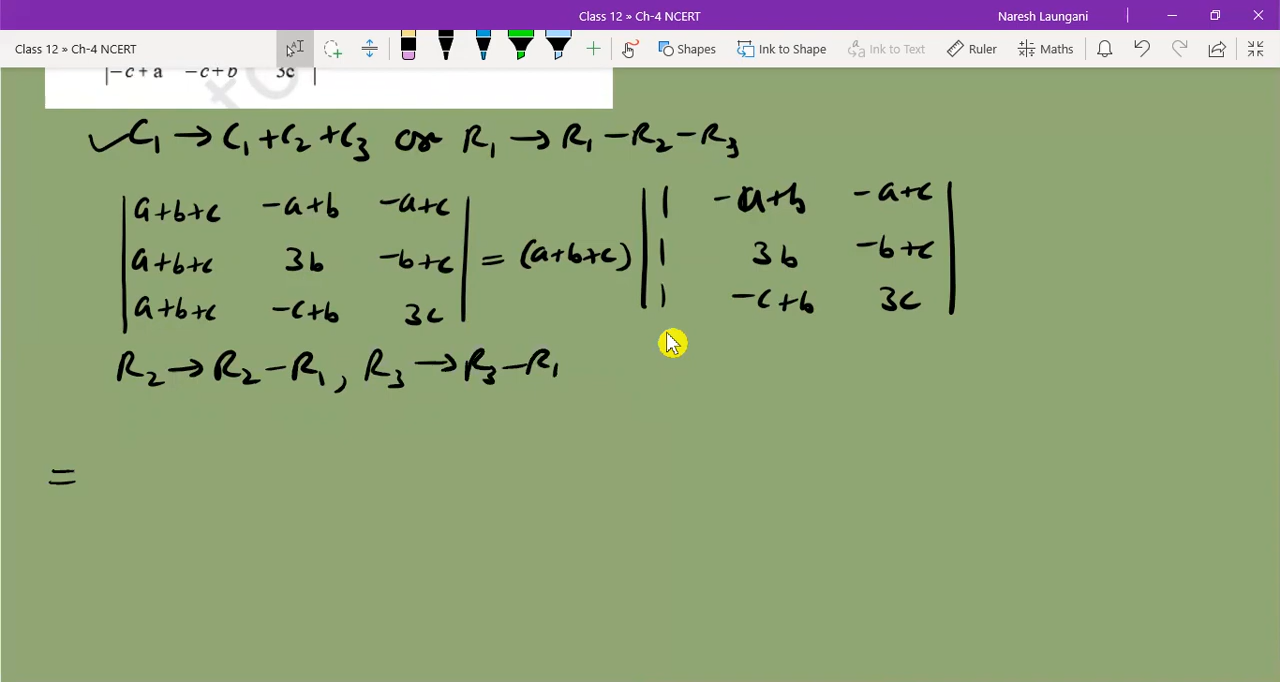 Class 12 » Ch-4 NCERT
Naresh Laungani
Class 12 » Ch-4 NCERT
Shapes
Ink to Shape
Ink to Text
Ruler
Maths
-c + a -c + b 3c
✓C₁ → C₁ + C₂ + C₃ or R₁ → R₁ - R₂ - R₃
|a+b+c -a+b -a+c| |1 -a+b -a+c|
|a+b+c 3b -b+c| = (a+b+c) |1 3b -b+c|
|a+b+c -c+b 3c| |1 -c+b 3c|
R₂ → R₂ - R₁, R₃ → R₃ - R₁
=